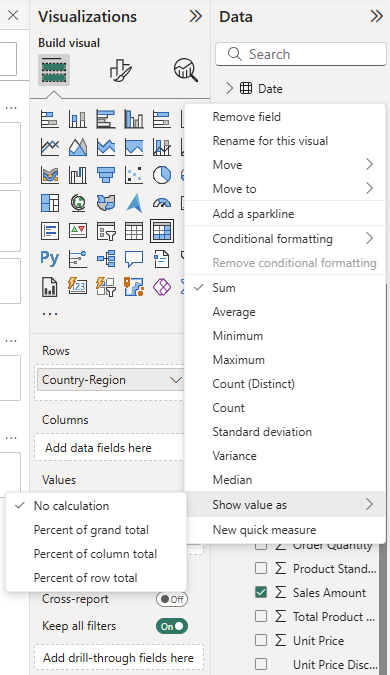 Visualizations
Data
Build visual
Search
Date
Remove field
Rename for this visual
Move
Move to
Add a sparkline
Conditional formatting
Remove conditional formatting
Sum
Average
Minimum
Maximum
Count (Distinct)
Count
Standard deviation
Variance
Median
Show value as
New quick measure
Py
123
Rows
Country-Region
Columns
Add data fields here
Values
No calculation
Percent of grand total
Percent of column total
Percent of row total
Cross-report
Off
Keep all filters
On
Add drill-through fields here
Order Quantity
Product Stand...
Sales Amount
Total Product ...
Unit Price
Unit Price Disc...